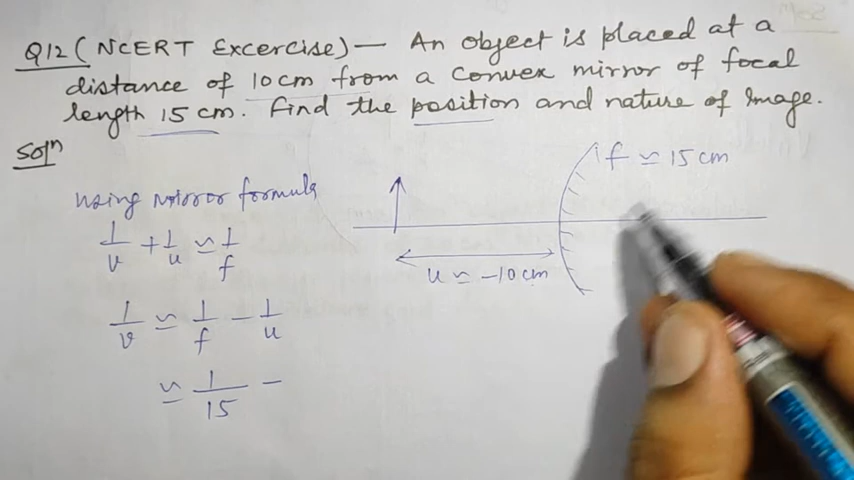 Q12 (NCERT Excercise) — An object is placed at a
distance of 10 cm from a convex mirror of focal
length 15 cm. Find the position and nature of Image.
Solⁿ
using mirror formula
1/v + 1/u ≃ 1/f
1/v ≃ 1/f - 1/u
≃ 1/15 -
f ≃ 15 cm
u ≃ -10 cm